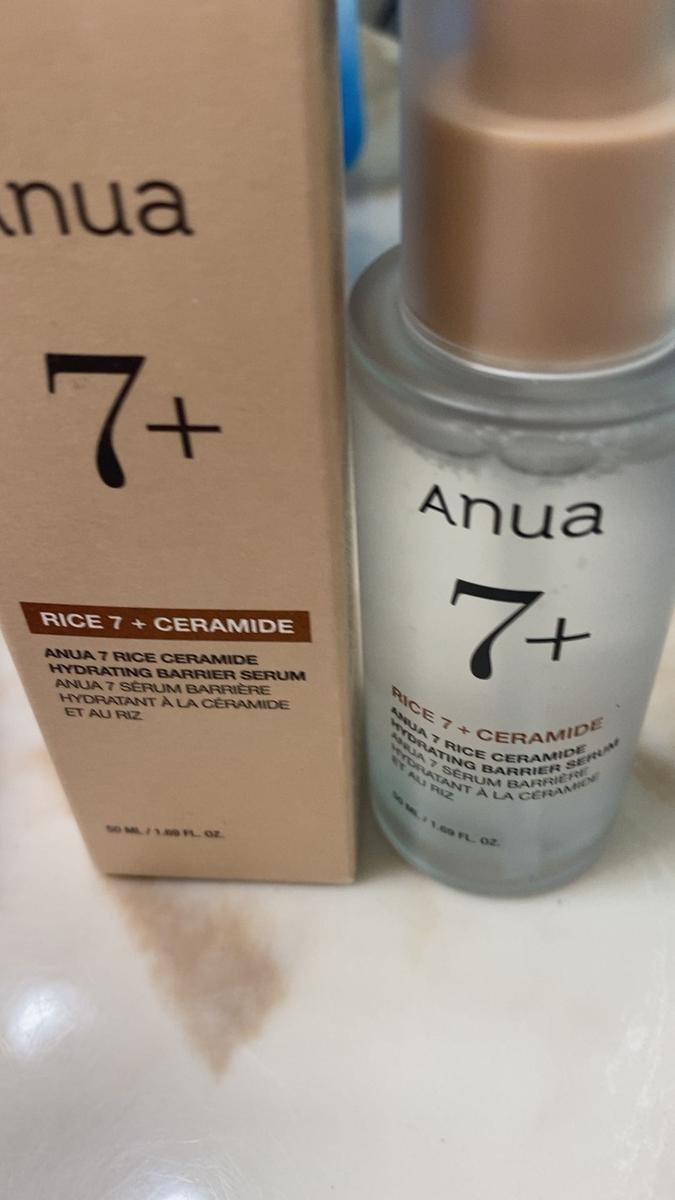 Anua
7+
RICE 7 + CERAMIDE
ANUA 7 RICE CERAMIDE
HYDRATING BARRIER SERUM
ANUA 7 SÉRUM BARRIÈRE
HYDRATANT À LA CÉRAMIDE
ET AU RIZ
50 ML / 1.69 FL. OZ.
Anua
7+
RICE 7 + CERAMIDE
ANUA 7 RICE CERAMIDE
HYDRATING BARRIER SERUM
ANUA 7 SÉRUM BARRIÈRE
HYDRATANT À LA CÉRAMIDE
ET AU RIZ
50 ML / 1.69 FL. OZ.